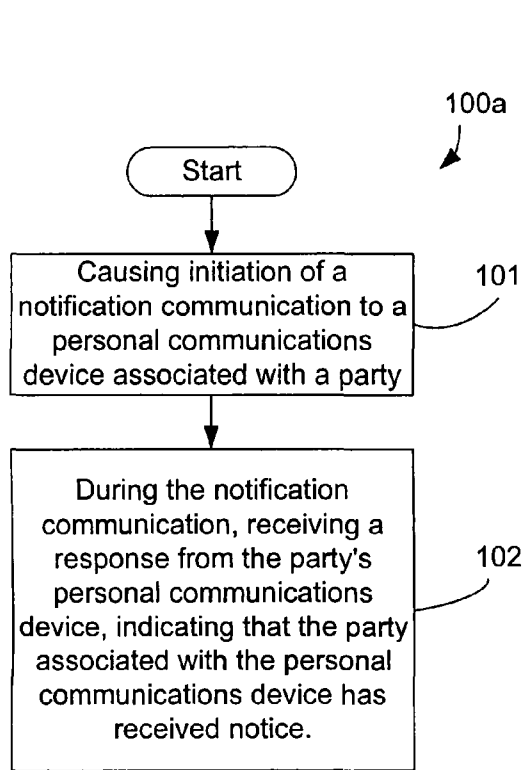 100a
Start
Causing initiation of a
notification communication to a
personal communications
device associated with a party
101
During the notification
communication, receiving a
response from the party's
personal communications
device, indicating that the party
associated with the personal
communications device has
received notice.
102